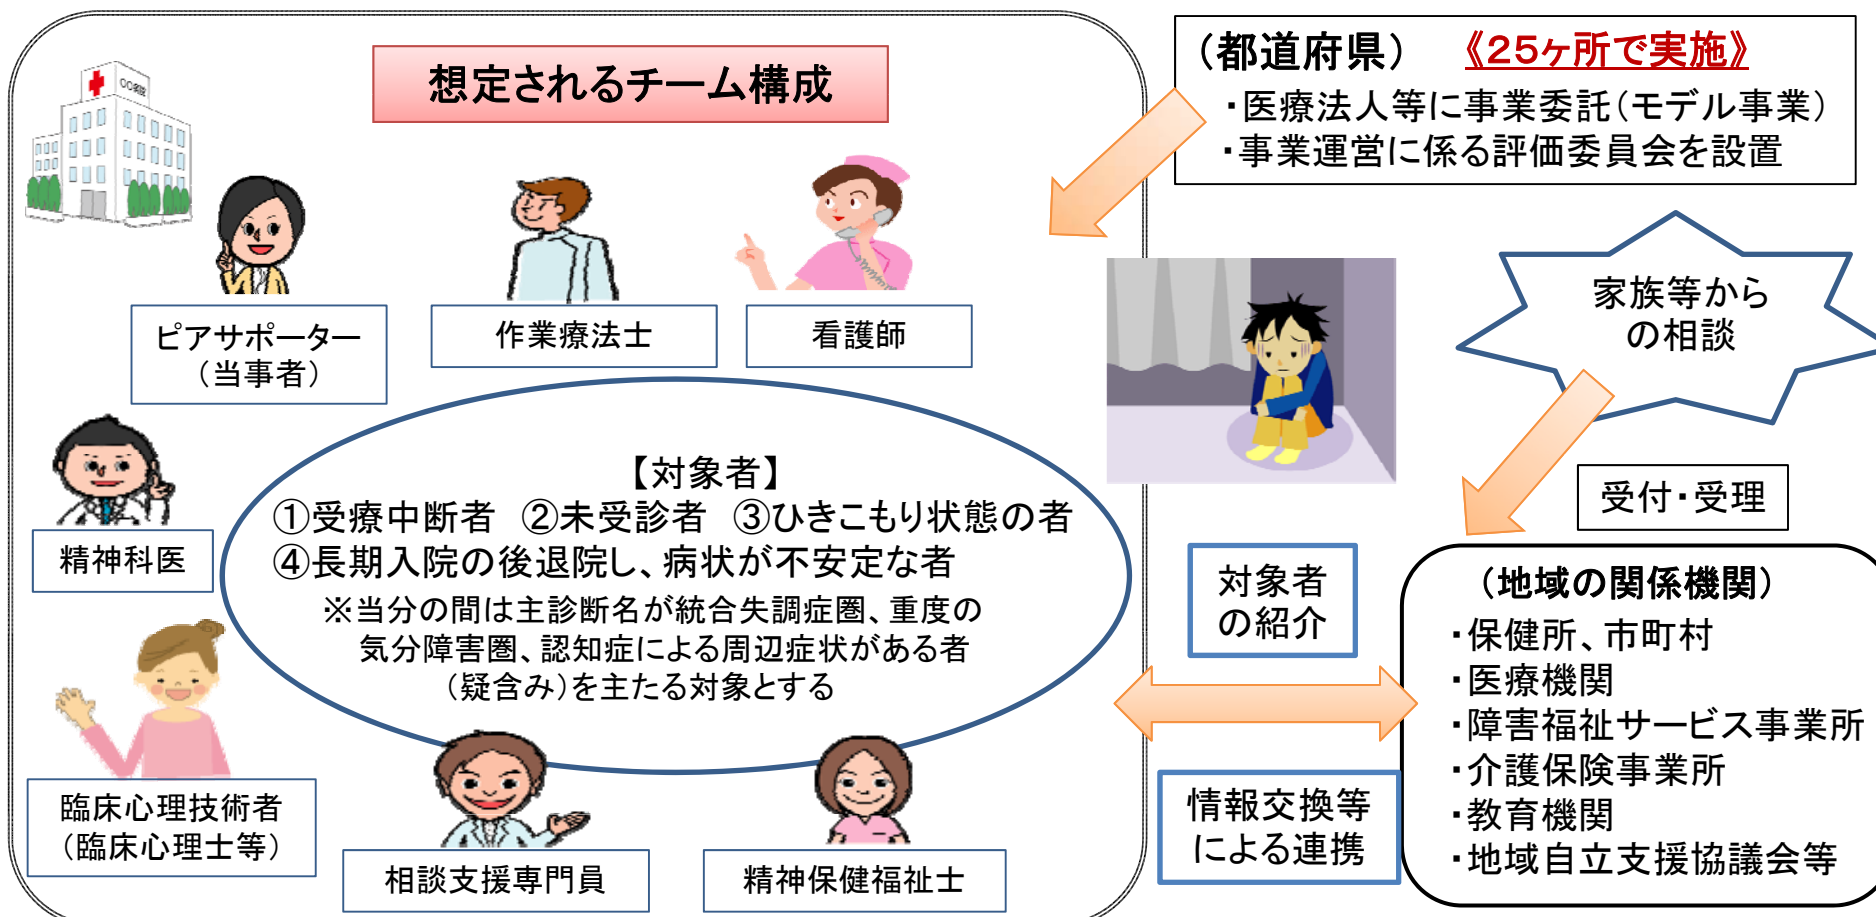 想定されるチーム構成
○○病院
ピアサポーター
(当事者)
作業療法士
看護師
精神科医
臨床心理技術者
(臨床心理士等)
相談支援専門員
精神保健福祉士
【対象者】
①受療中断者 ②未受診者 ③ひきこもり状態の者
④長期入院の後退院し、病状が不安定な者
※当分の間は主診断名が統合失調症圏、重度の
気分障害圏、認知症による周辺症状がある者
(疑含み)を主たる対象とする
(都道府県) 《25ヶ所で実施》
・医療法人等に事業委託(モデル事業)
・事業運営に係る評価委員会を設置
家族等から
の相談
受付・受理
対象者
の紹介
情報交換等
による連携
(地域の関係機関)
・保健所、市町村
・医療機関
・障害福祉サービス事業所
・介護保険事業所
・教育機関
・地域自立支援協議会等